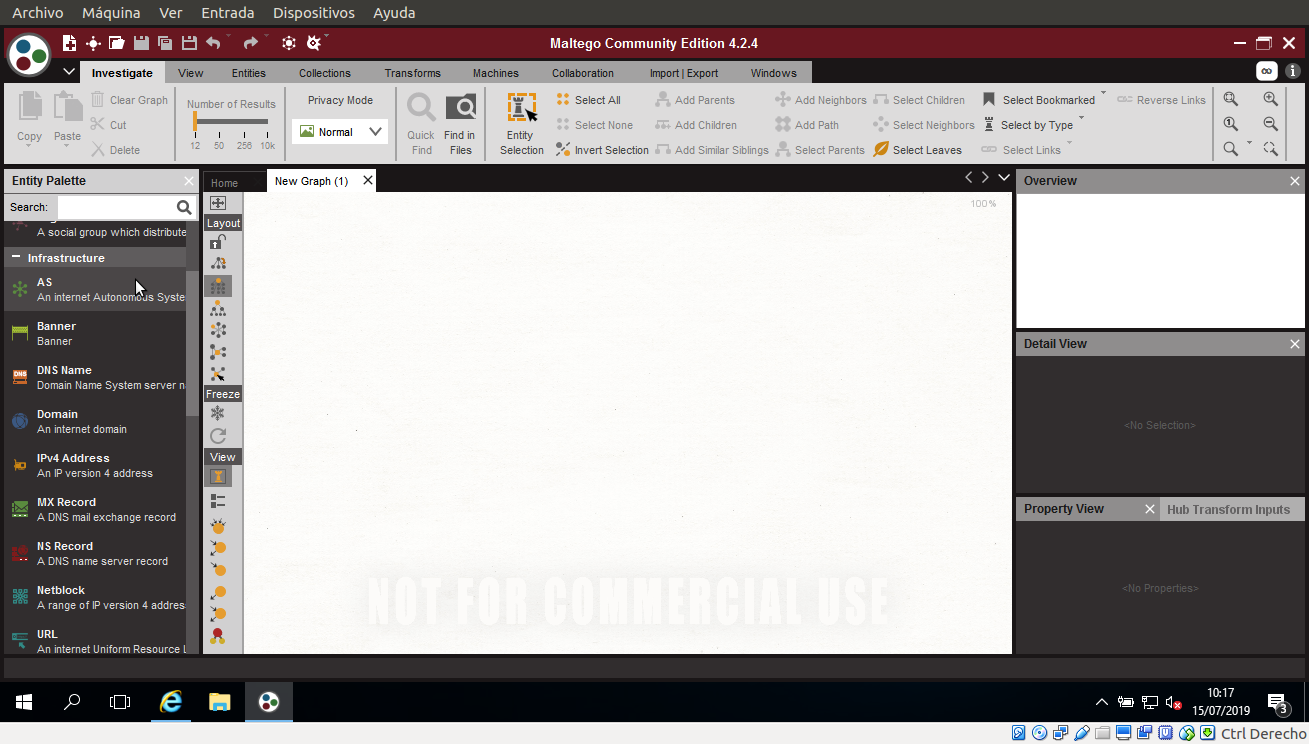 Archivo Máquina Ver Entrada Dispositivos Ayuda
Maltego Community Edition 4.2.4
Investigate View Entities Collections Transforms Machines Collaboration Import | Export Windows
Copy
Paste
Clear Graph
Cut
Delete
Number of Results
12 50 256 10k
Privacy Mode
Normal
Quick Find
Find in Files
Entity Selection
Select All
Select None
Invert Selection
Add Parents
Add Children
Add Similar Siblings
Add Neighbors
Add Path
Select Parents
Select Children
Select Neighbors
Select Leaves
Select Bookmarked
Select by Type
Select Links
Reverse Links
Entity Palette
Search:
A social group which distribute
Infrastructure
AS
An internet Autonomous Syste
Banner
Banner
DNS Name
Domain Name System server n
Domain
An internet domain
IPv4 Address
An IP version 4 address
MX Record
A DNS mail exchange record
NS Record
A DNS name server record
Netblock
A range of IP version 4 addres
URL
An internet Uniform Resource L
Home
New Graph (1)
Layout
Freeze
View
100%
NOT FOR COMMERCIAL USE
Overview
Detail View
<No Selection>
Property View
Hub Transform Inputs
<No Properties>
10:17
15/07/2019
3
Ctrl Derecho